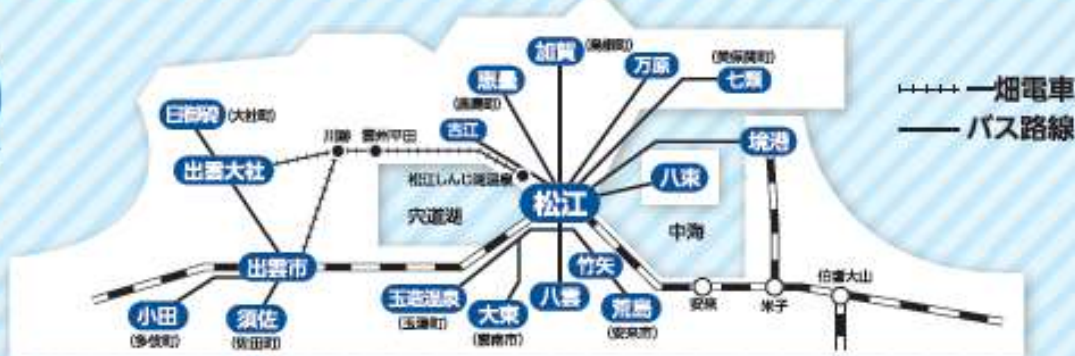 加賀
(島根町)
万原
(美保関町)
七類
恵曇
(鹿島町)
古江
一畑電車
バス路線
日御碕
(大社町)
川跡
雲州平田
出雲大社
境港
松江しんじ湖温泉
八束
松江
宍道湖
中海
出雲市
竹矢
玉造温泉
(玉湯町)
八雲
荒島
(安来市)
大東
(雲南市)
安来
米子
伯耆大山
小田
(多伎町)
須佐
(佐田町)